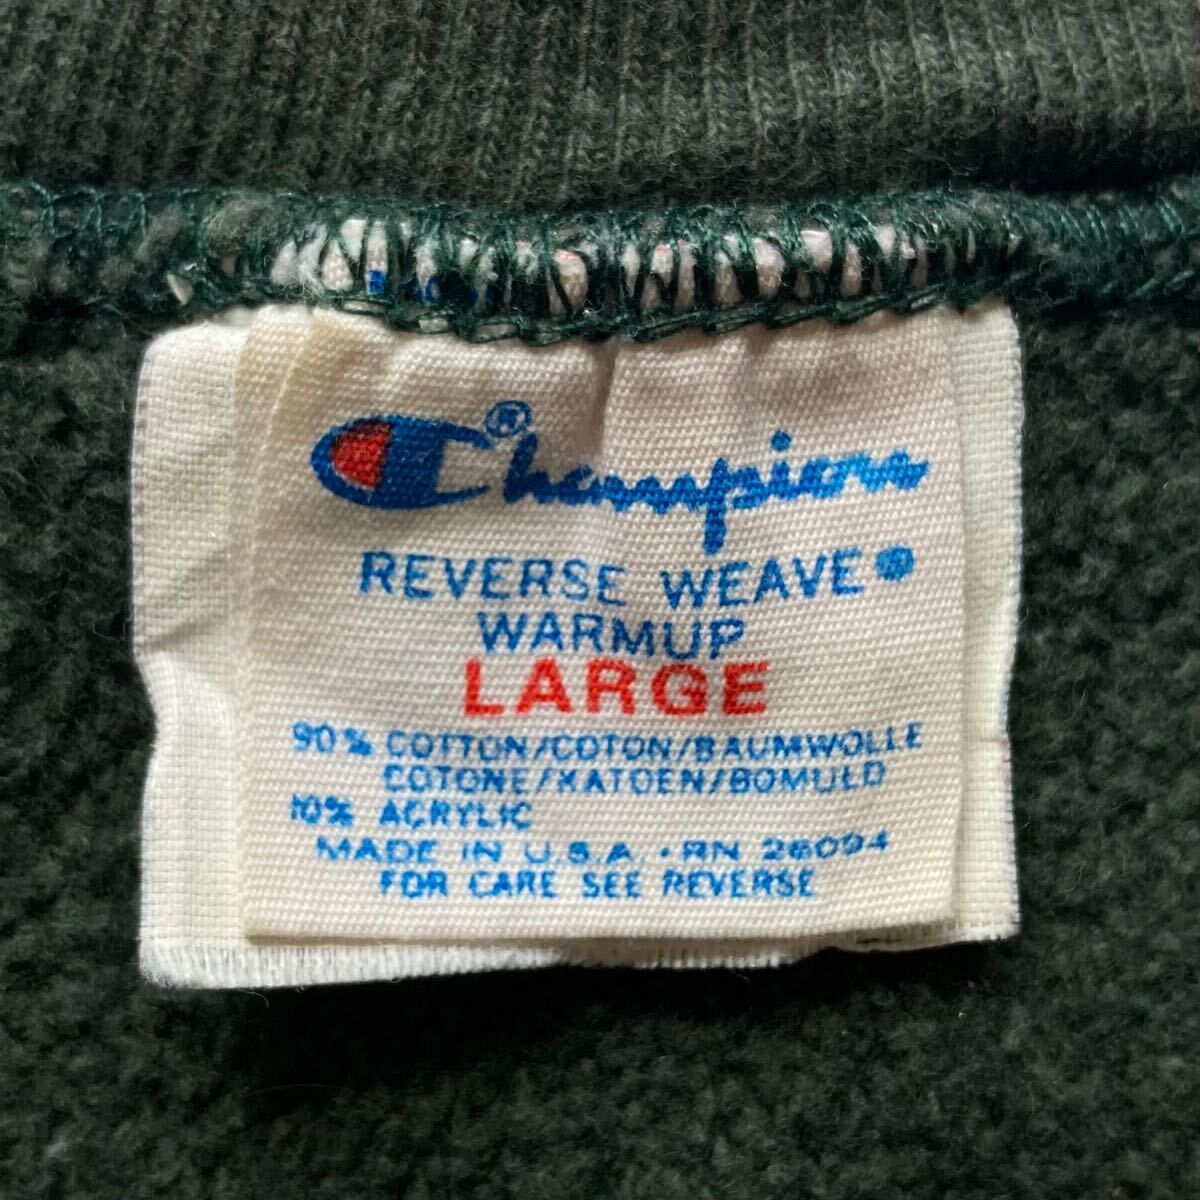 Champion®
REVERSE WEAVE®
WARMUP
LARGE
90% COTTON/COTON/BAUMWOLLE
COTONE/KATOEN/BOMULD
10% ACRYLIC
MADE IN U.S.A. • RN 26094
FOR CARE SEE REVERSE